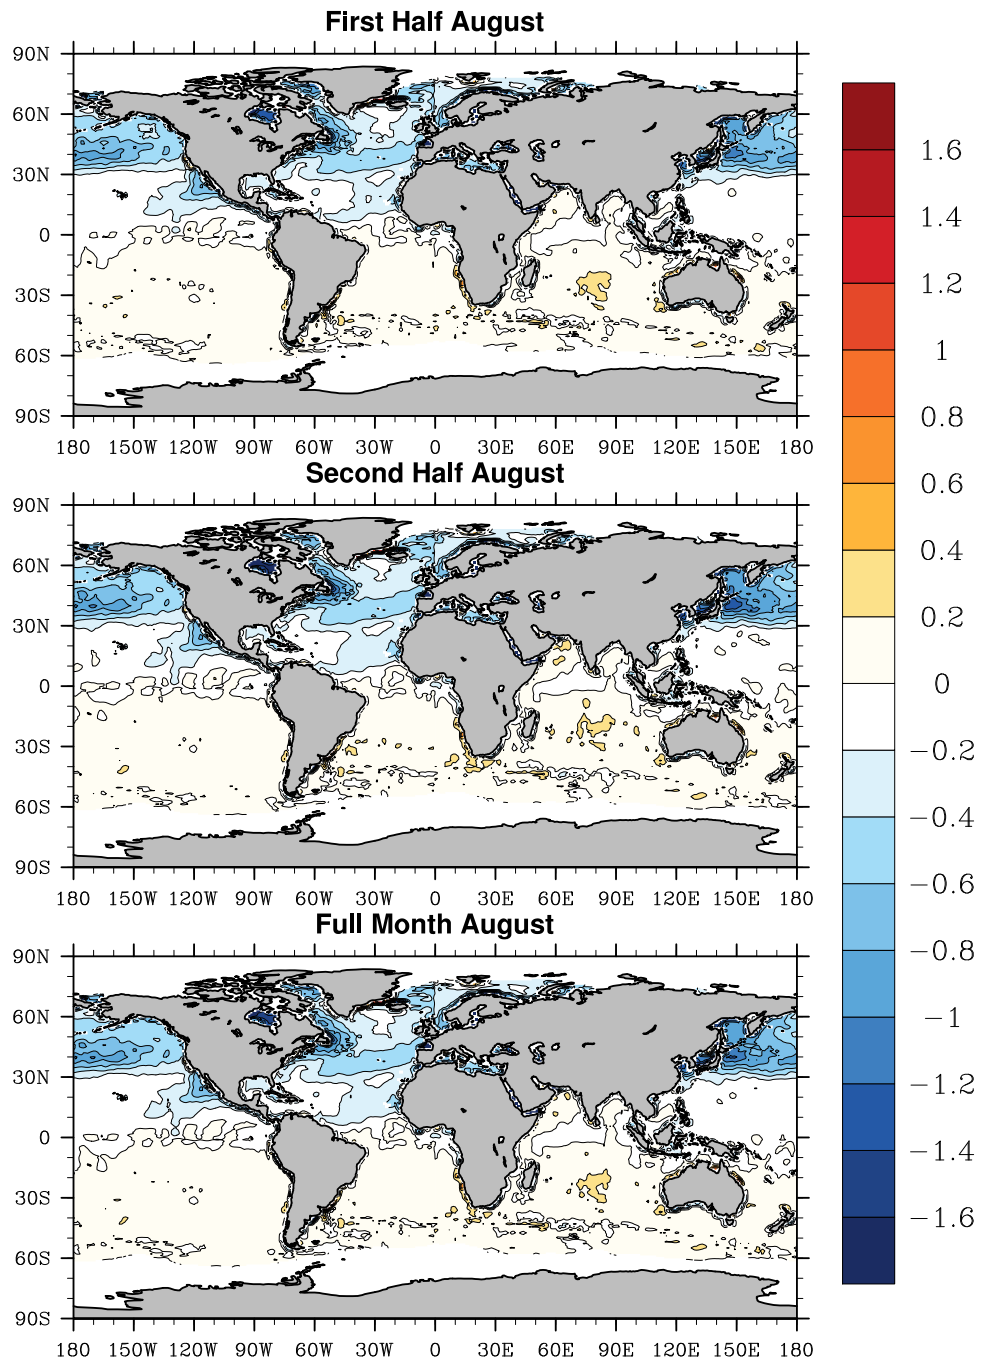 First Half August
90N
60N
30N
0
30S
60S
90S
180 150W 120W 90W 60W 30W 0 30E 60E 90E 120E 150E 180
Second Half August
90N
60N
30N
0
30S
60S
90S
180 150W 120W 90W 60W 30W 0 30E 60E 90E 120E 150E 180
Full Month August
90N
60N
30N
0
30S
60S
90S
180 150W 120W 90W 60W 30W 0 30E 60E 90E 120E 150E 180
1.6
1.4
1.2
1
0.8
0.6
0.4
0.2
0
−0.2
−0.4
−0.6
−0.8
−1
−1.2
−1.4
−1.6